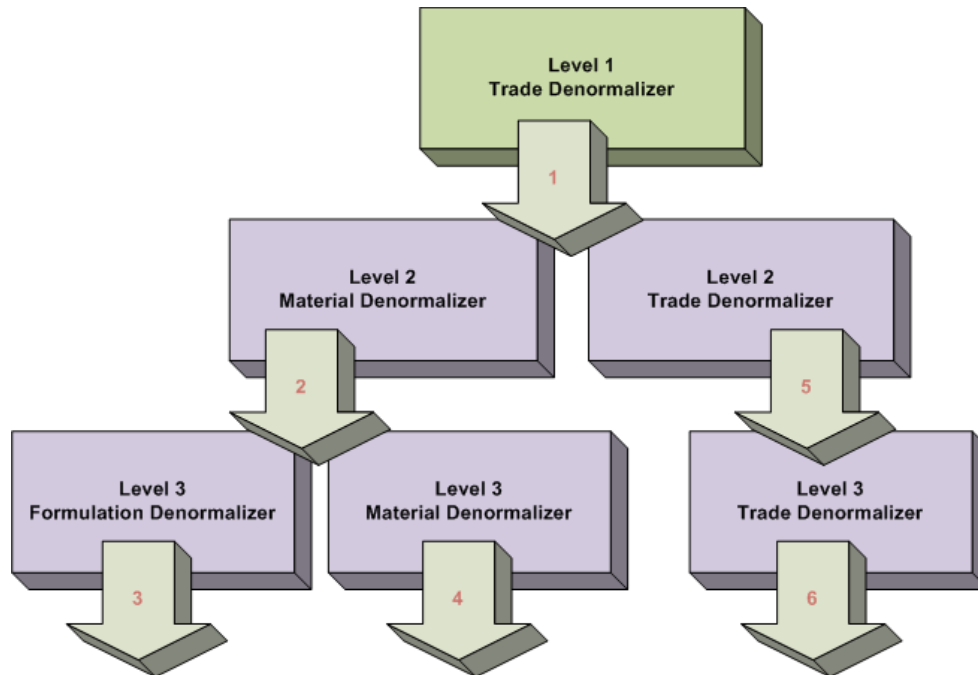 Level 1
Trade Denormalizer
1
Level 2
Material Denormalizer
Level 2
Trade Denormalizer
2
5
Level 3
Formulation Denormalizer
Level 3
Material Denormalizer
Level 3
Trade Denormalizer
3
4
6